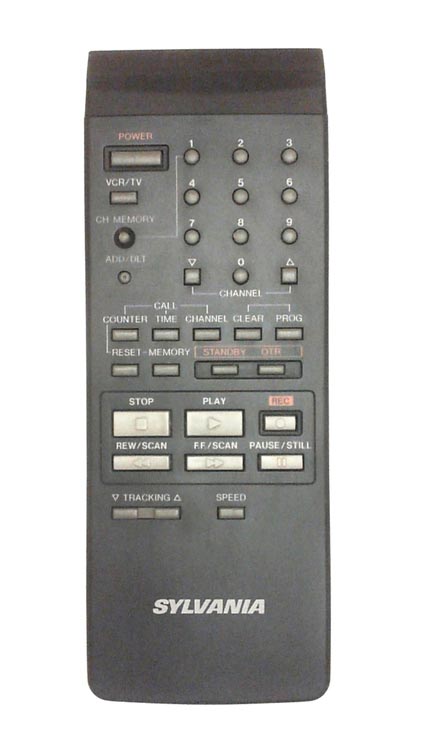 POWER
1 2 3
VCR/TV
4 5 6
CH MEMORY
7 8 9
ADD/DLT
▽ 0 △
CHANNEL
CALL
COUNTER TIME CHANNEL CLEAR PROG
RESET MEMORY STANDBY OTR
STOP PLAY REC
REW/SCAN F.F./SCAN PAUSE/STILL
▽ TRACKING △ SPEED
SYLVANIA